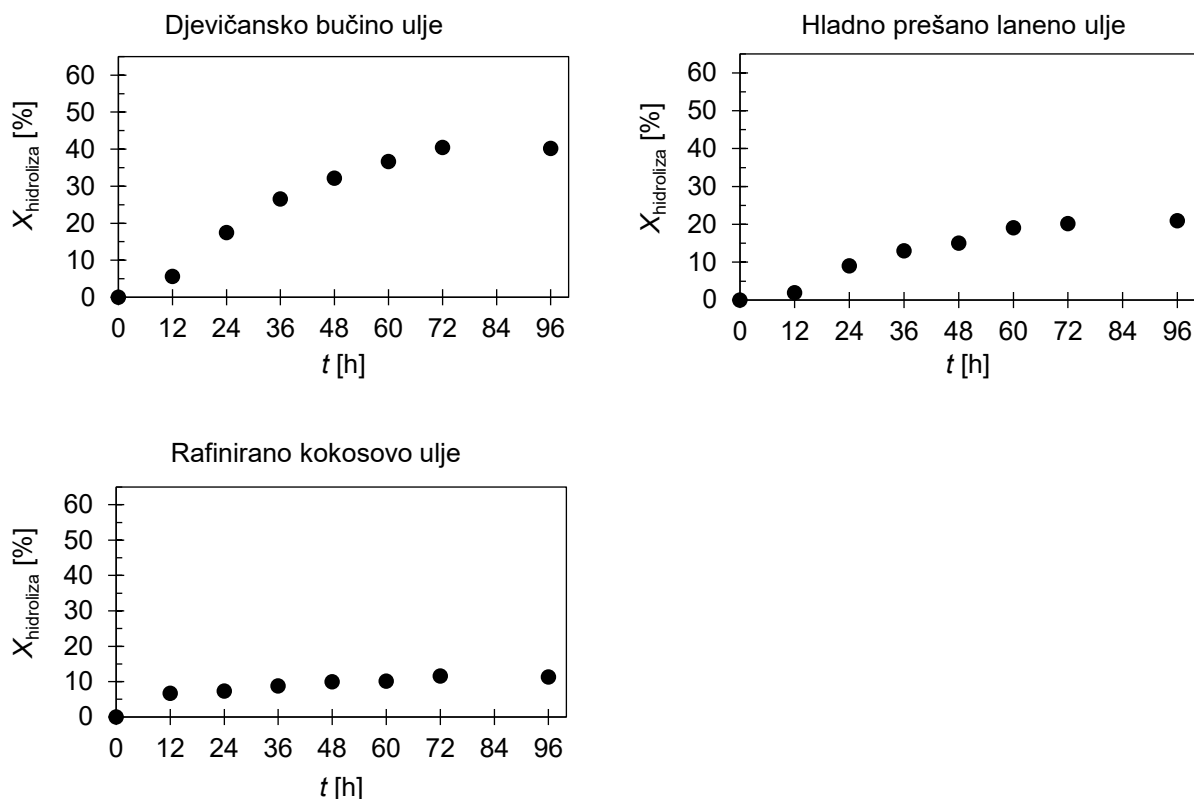 Djevičansko bučino ulje
X hidroliza [%]
60
50
40
30
20
10
0
0 12 24 36 48 60 72 84 96
t [h]
Hladno prešano laneno ulje
X hidroliza [%]
60
50
40
30
20
10
0
0 12 24 36 48 60 72 84 96
t [h]
Rafinirano kokosovo ulje
X hidroliza [%]
60
50
40
30
20
10
0
0 12 24 36 48 60 72 84 96
t [h]